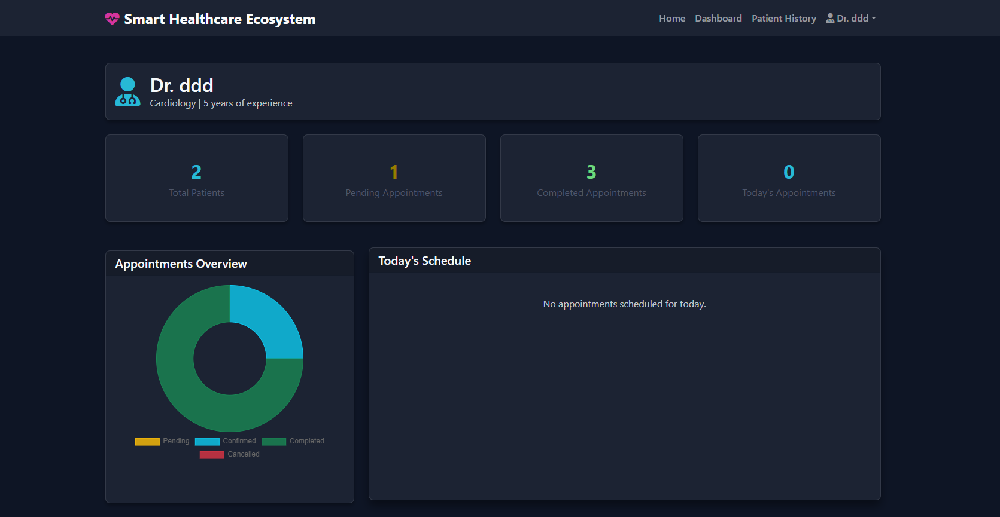 Smart Healthcare Ecosystem
Home Dashboard Patient History Dr. ddd
Dr. ddd
Cardiology | 5 years of experience
2
Total Patients
1
Pending Appointments
3
Completed Appointments
0
Today's Appointments
Appointments Overview
Pending Confirmed Completed
Cancelled
Today's Schedule
No appointments scheduled for today.